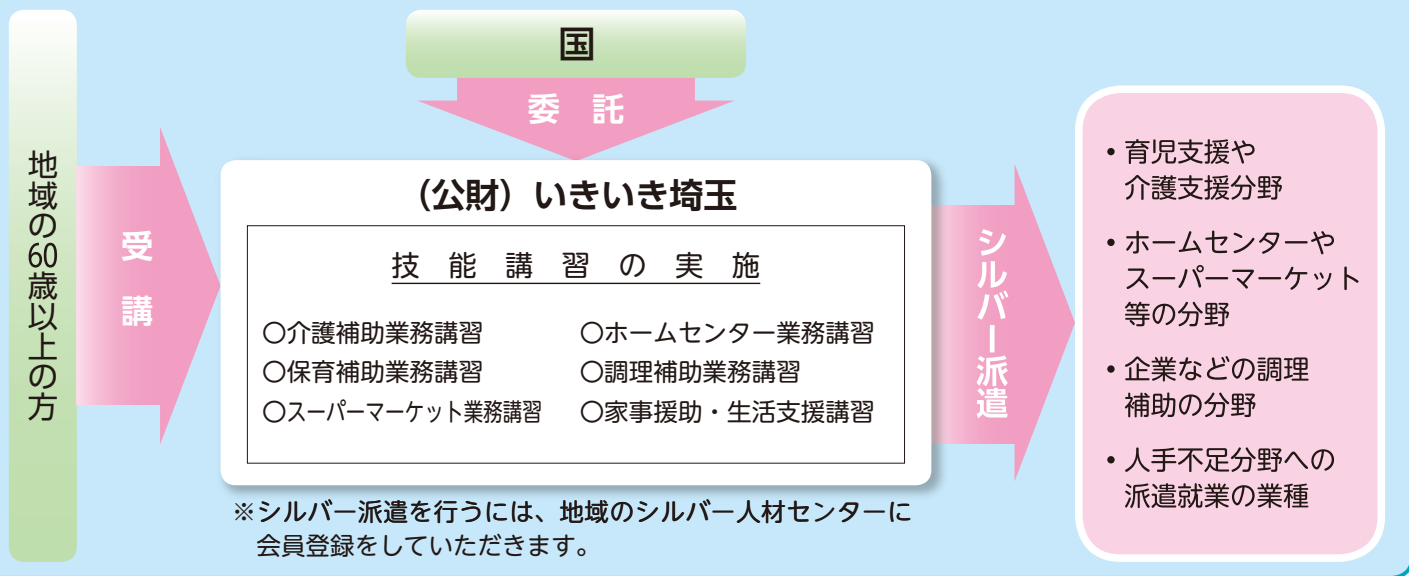 国
委託
地域の60歳以上の方
受講
（公財）いきいき埼玉
技能講習の実施
〇介護補助業務講習
〇保育補助業務講習
〇スーパーマーケット業務講習
〇ホームセンター業務講習
〇調理補助業務講習
〇家事援助・生活支援講習
※シルバー派遣を行うには、地域のシルバー人材センターに
会員登録をしていただきます。
シルバー派遣
・育児支援や
介護支援分野
・ホームセンターや
スーパーマーケット
等の分野
・企業などの調理
補助の分野
・人手不足分野への
派遣就業の業種